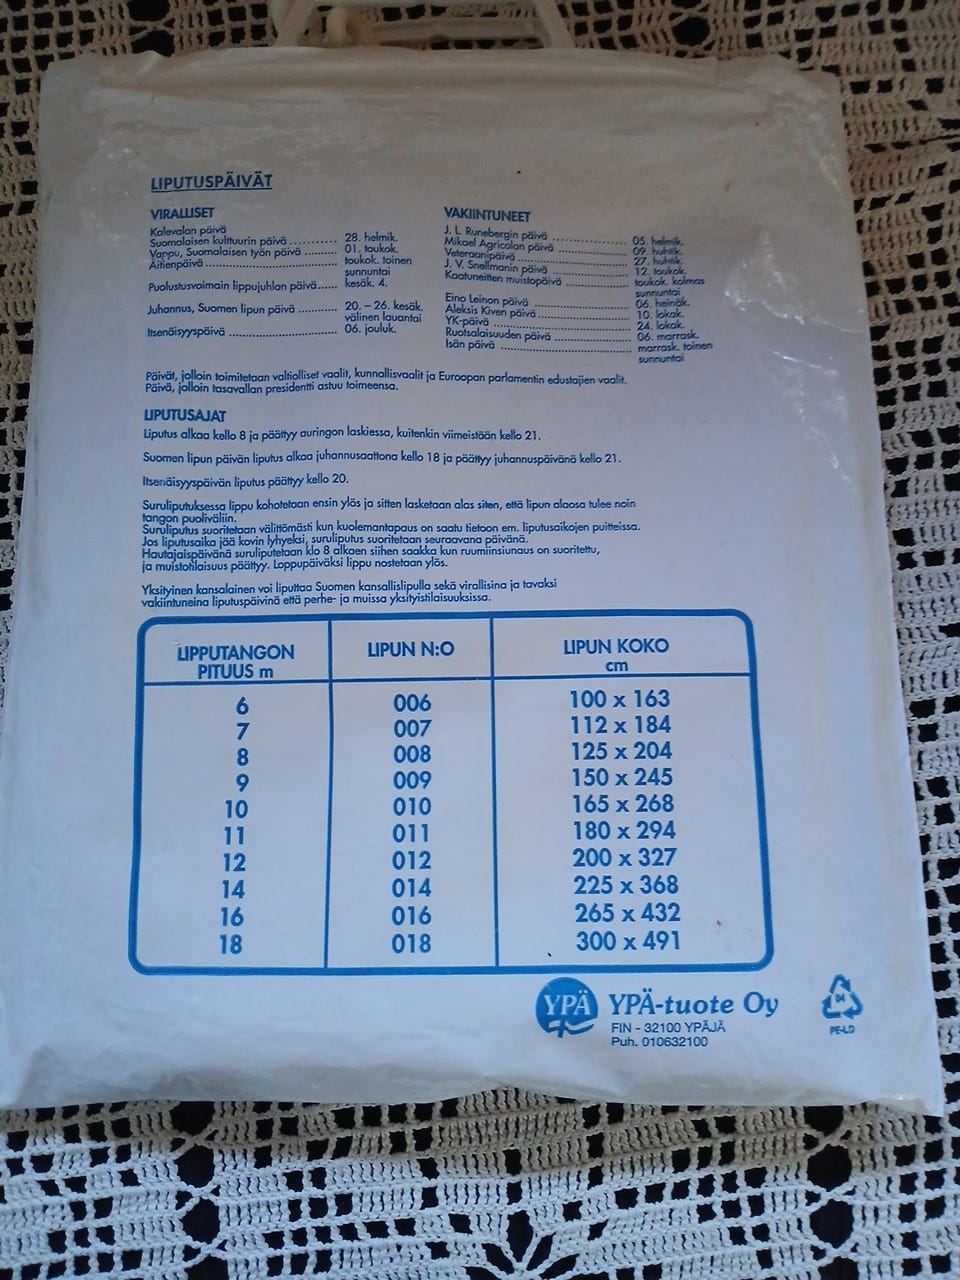 LIPUTUSPÄIVÄT
VIRALLISET
Kalevalan päivä
Suomalaisen kulttuurin päivä ........... 28. helmik.
Vappu, Suomalaisen työn päivä ......... 01. toukok.
Äitienpäivä .............................. toukok. toinen
sunnuntai
Puolustusvoimain lippujuhlan päivä..... kesäk. 4.
Juhannus, Suomen lipun päivä .......... 20. – 26. kesäk.
välinen lauantai
Itsenäisyyspäivä ........................ 06. jouluk.
VAKIINTUNEET
J. L. Runebergin päivä .................. 05. helmik.
Mikael Agricolan päivä .................. 09. huhtik.
Veteraanipäivä .......................... 27. huhtik.
J. V. Snellmanin päivä .................. 12. toukok.
Kaatuneitten muistopäivä ............... toukok. kolmas
sunnuntai
Eino Leinon päivä ....................... 06. heinäk.
Aleksis Kiven päivä ..................... 10. lokak.
YK-päivä ................................ 24. lokak.
Ruotsalaisuuden päivä .................. 06. marrask.
Isän päivä .............................. marrask. toinen
sunnuntai
Päivät, jolloin toimitetaan valtiolliset vaalit, kunnallisvaalit ja Euroopan parlamentin edustajien vaalit.
Päivä, jolloin tasavallan presidentti astuu toimeensa.
LIPUTUSAJAT
Liputus alkaa kello 8 ja päättyy auringon laskiessa, kuitenkin viimeistään kello 21.
Suomen lipun päivän liputus alkaa juhannusaattona kello 18 ja päättyy juhannuspäivänä kello 21.
Itsenäisyyspäivän liputus päättyy kello 20.
Suruliputuksessa lippu kohotetaan ensin ylös ja sitten lasketaan alas siten, että lipun alaosa tulee noin
tangon puoliväliin.
Suruliputus suoritetaan välittömästi kun kuolemantapaus on saatu tietoon em. liputusaikojen puitteissa.
Jos liputusaika jää kovin lyhyeksi, suruliputus suoritetaan seuraavana päivänä.
Hautajaispäivänä suruliputetaan klo 8 alkaen siihen saakka kun ruumiinsiunaus on suoritettu,
ja muistotilaisuus päättyy. Loppupäiväksi lippu nostetaan ylös.
Yksityinen kansalainen voi liputtaa Suomen kansallislipulla sekä virallisina ja tavaksi
vakiintuneina liputuspäivinä että perhe- ja muissa yksityistilaisuuksissa.
LIPPUTANGON PITUUS m LIPUN N:O LIPUN KOKO cm
6 006 100 x 163
7 007 112 x 184
8 008 125 x 204
9 009 150 x 245
10 010 165 x 268
11 011 180 x 294
12 012 200 x 327
14 014 225 x 368
16 016 265 x 432
18 018 300 x 491
YPÄ YPÄ-tuote Oy
FIN - 32100 YPÄJÄ
Puh. 010632100
04
PE-LD